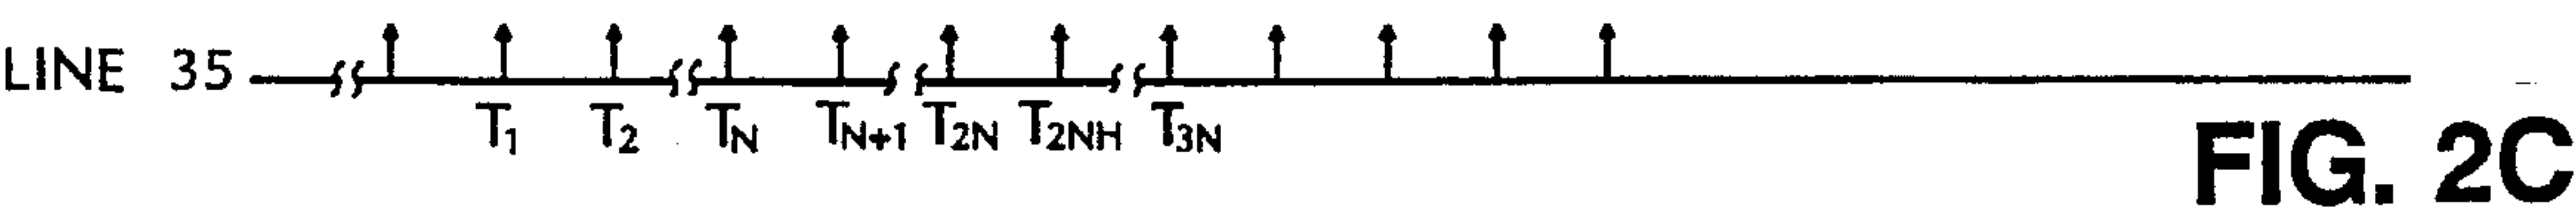 LINE 35
T1 T2 TN TN+1 T2N T2NH T3N
FIG. 2C